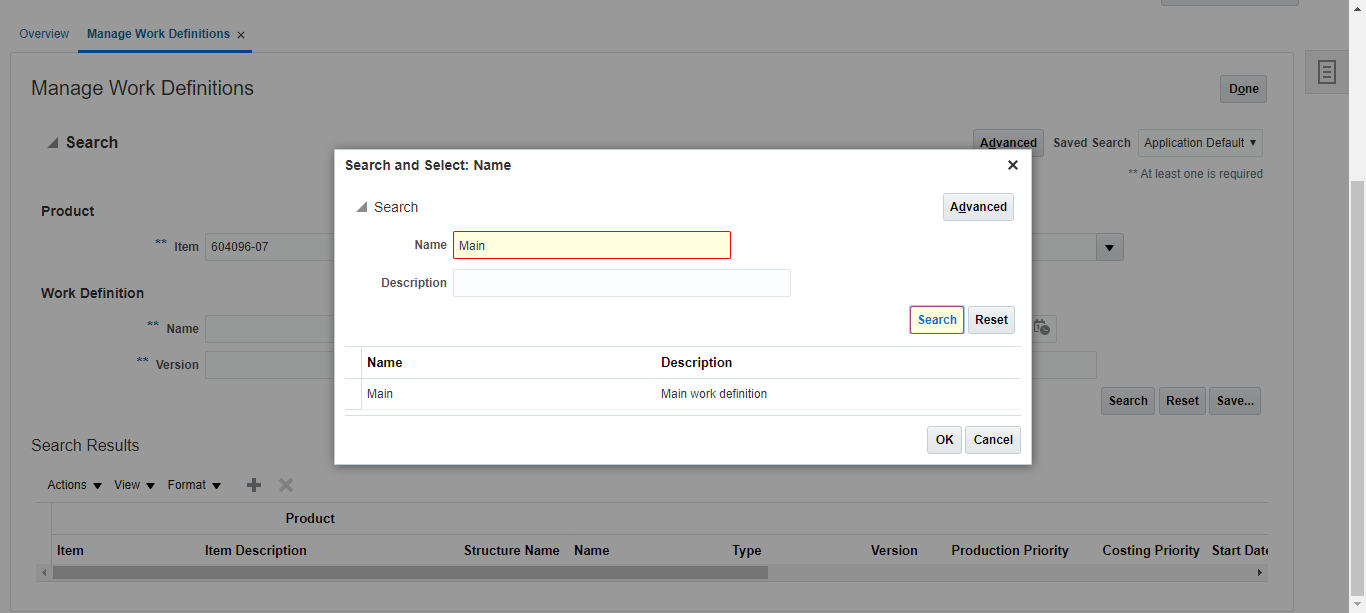 Overview Manage Work Definitions ×
Manage Work Definitions Done
Search Advanced Saved Search Application Default
** At least one is required
Product
** Item 604096-07
Work Definition
** Name
** Version
Search Reset Save...
Search and Select: Name ×
Search Advanced
Name Main
Description
Search Reset
Name Description
Main Main work definition
OK Cancel
Search Results
Actions View Format
Product
Item Item Description Structure Name Name Type Version Production Priority Costing Priority Start Date